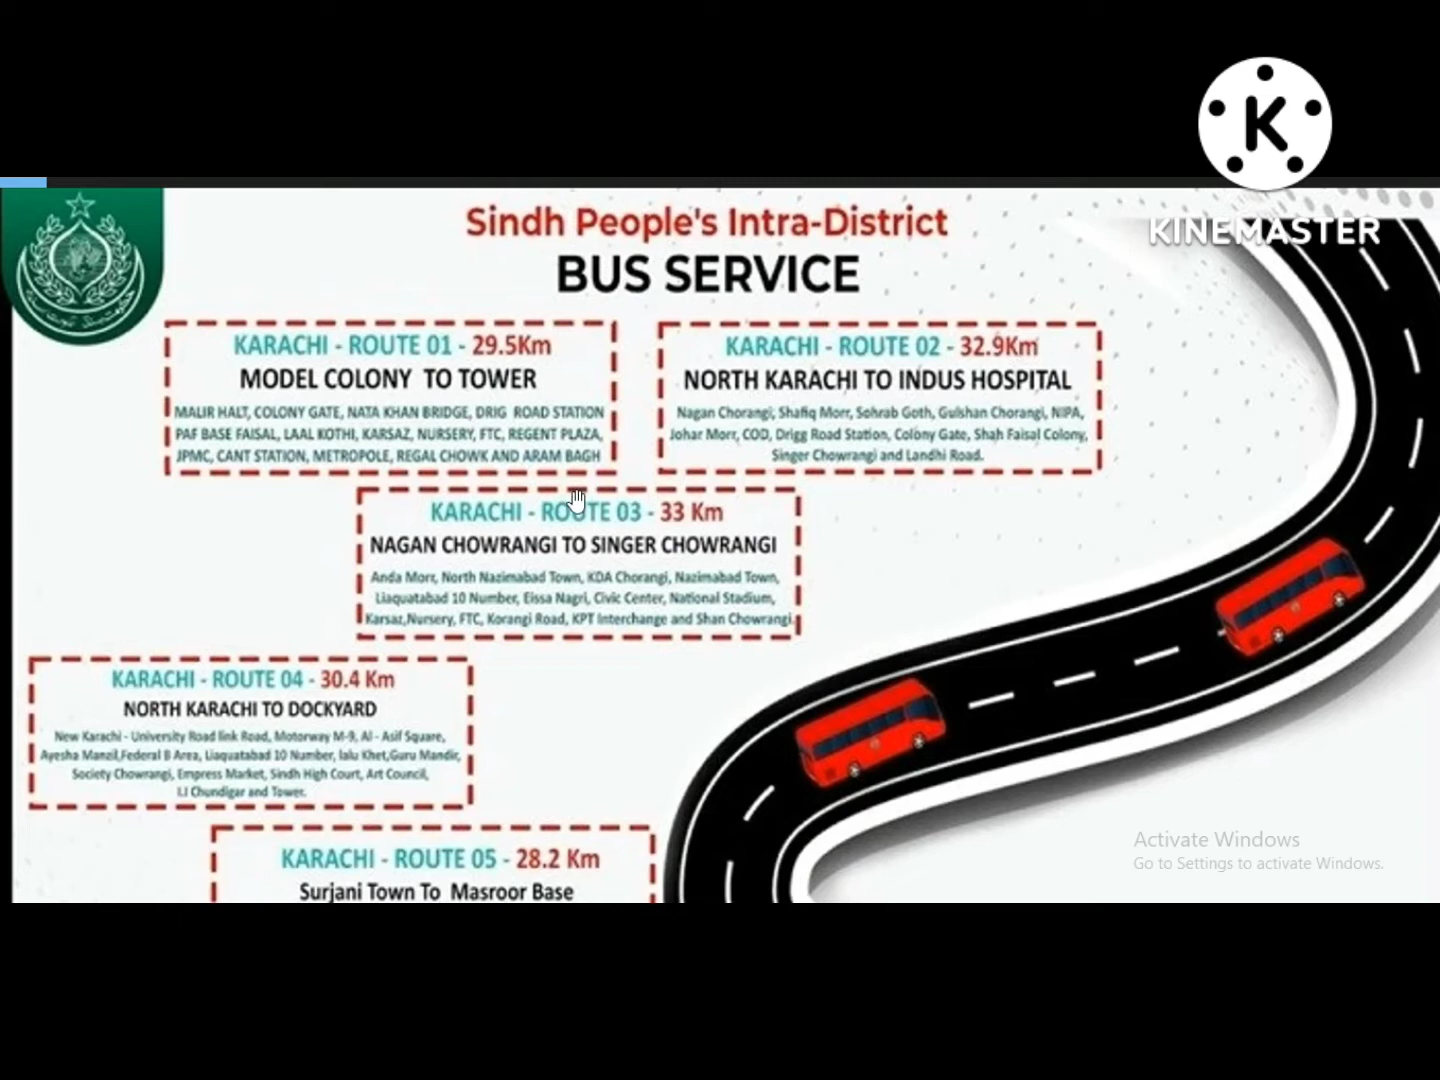 KINEMASTER
Sindh People's Intra-District
BUS SERVICE
KARACHI - ROUTE 01 - 29.5Km
MODEL COLONY TO TOWER
MALIR HALT, COLONY GATE, NATA KHAN BRIDGE, DRIG ROAD STATION
PAF BASE FAISAL, LAAL KOTHI, KARSAZ, NURSERY, FTC, REGENT PLAZA,
JPMC, CANT STATION, METROPOLE, REGAL CHOWK AND ARAM BAGH
KARACHI - ROUTE 02 - 32.9Km
NORTH KARACHI TO INDUS HOSPITAL
Nagan Chorangi, Shafiq Morr, Sohrab Goth, Gulshan Chorangi, NIPA,
Johar Morr, COD, Drigg Road Station, Colony Gate, Shah Faisal Colony,
Singer Chowrangi and Landhi Road.
KARACHI - ROUTE 03 - 33 Km
NAGAN CHOWRANGI TO SINGER CHOWRANGI
Anda Morr, North Nazimabad Town, KDA Chorangi, Nazimabad Town,
Liaquatabad 10 Number, Eissa Nagri, Civic Center, National Stadium,
Karsaz,Nursery, FTC, Korangi Road, KPT Interchange and Shan Chowrangi.
KARACHI - ROUTE 04 - 30.4 Km
NORTH KARACHI TO DOCKYARD
New Karachi - University Road link Road, Motorway M-9, Al - Asif Square,
Ayesha Manzil,Federal B Area, Liaquatabad 10 Number, lalu Khet,Guru Mandir,
Society Chowrangi, Empress Market, Sindh High Court, Art Council,
I.I Chundigar and Tower.
KARACHI - ROUTE 05 - 28.2 Km
Surjani Town To Masroor Base
Activate Windows
Go to Settings to activate Windows.